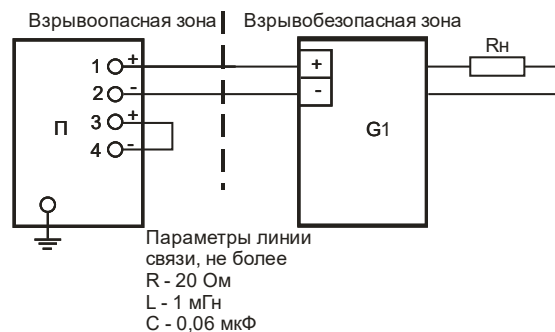 Взрывоопасная зона
Взрывобезопасная зона
1 +
2 -
3 +
4 -
П
+
-
G1
Rн
Параметры линии
связи, не более
R - 20 Ом
L - 1 мГн
C - 0,06 мкФ